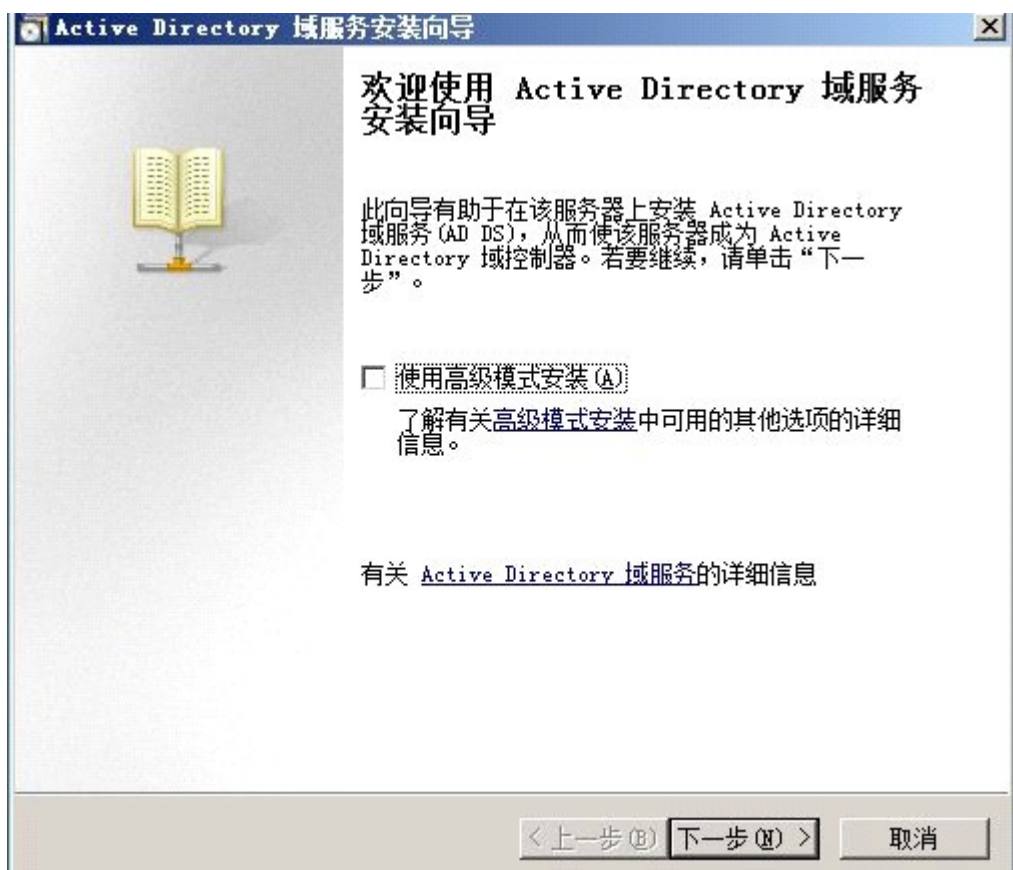 Active Directory 域服务安装向导
欢迎使用 Active Directory 域服务
安装向导
此向导有助于在该服务器上安装 Active Directory
域服务(AD DS)，从而使该服务器成为 Active
Directory 域控制器。若要继续，请单击“下一
步”。
使用高级模式安装(A)
了解有关高级模式安装中可用的其他选项的详细
信息。
有关 Active Directory 域服务的详细信息
< 上一步(B) 下一步(N) > 取消